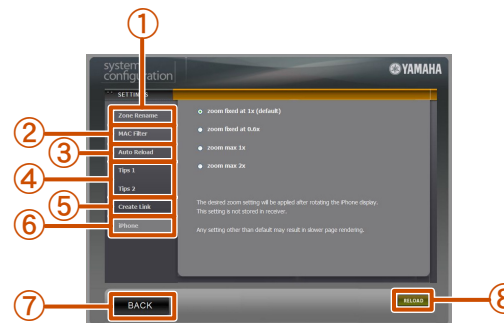 ①
system
configuration
YAMAHA
SETTINGS
Zone Rename
zoom fixed at 1x (default)
②
MAC Filter
zoom fixed at 0.6x
③
Auto Reload
zoom max 1x
④
Tips 1
zoom max 2x
Tips 2
⑤
Create Link
The desired zoom setting will be applied after rotating the iPhone display.
This setting is not stored in receiver.
⑥
iPhone
Any setting other than default may result in slower page rendering.
⑦
BACK
RELOAD
⑧